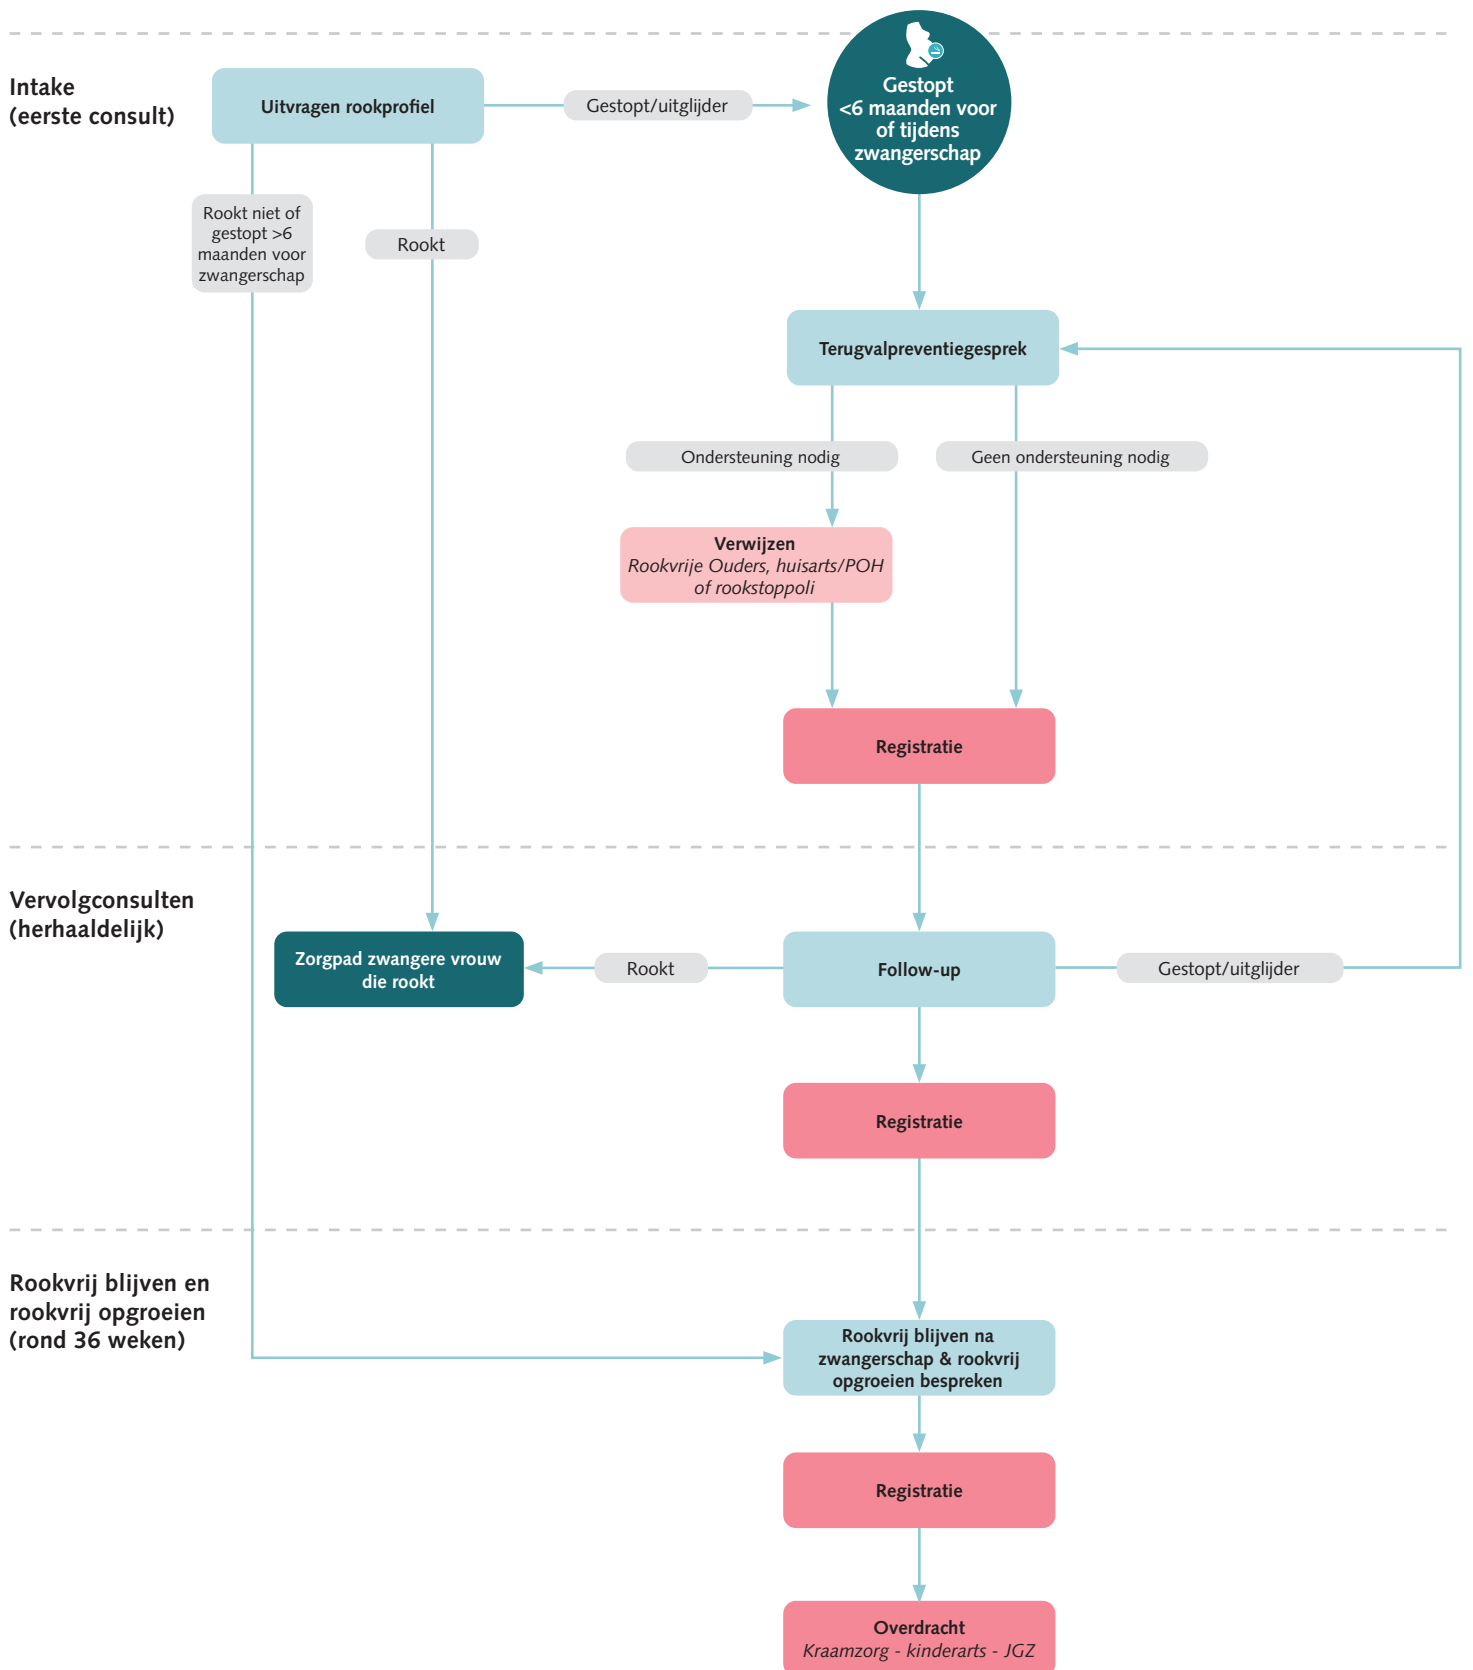 Intake
(eerste consult)
Uitvragen rookprofiel
Gestopt/uitglijder
Gestopt
<6 maanden voor
of tijdens
zwangerschap
Rookt niet of
gestopt >6
maanden voor
zwangerschap
Rookt
Terugvalpreventiegesprek
Ondersteuning nodig
Geen ondersteuning nodig
Verwijzen
Rookvrije Ouders, huisarts/POH
of rookstoppoli
Registratie
Vervolgconsulten
(herhaaldelijk)
Zorgpad zwangere vrouw
die rookt
Rookt
Follow-up
Gestopt/uitglijder
Registratie
Rookvrij blijven en
rookvrij opgroeien
(rond 36 weken)
Rookvrij blijven na
zwangerschap & rookvrij
opgroeien bespreken
Registratie
Overdracht
Kraamzorg - kinderarts - JGZ